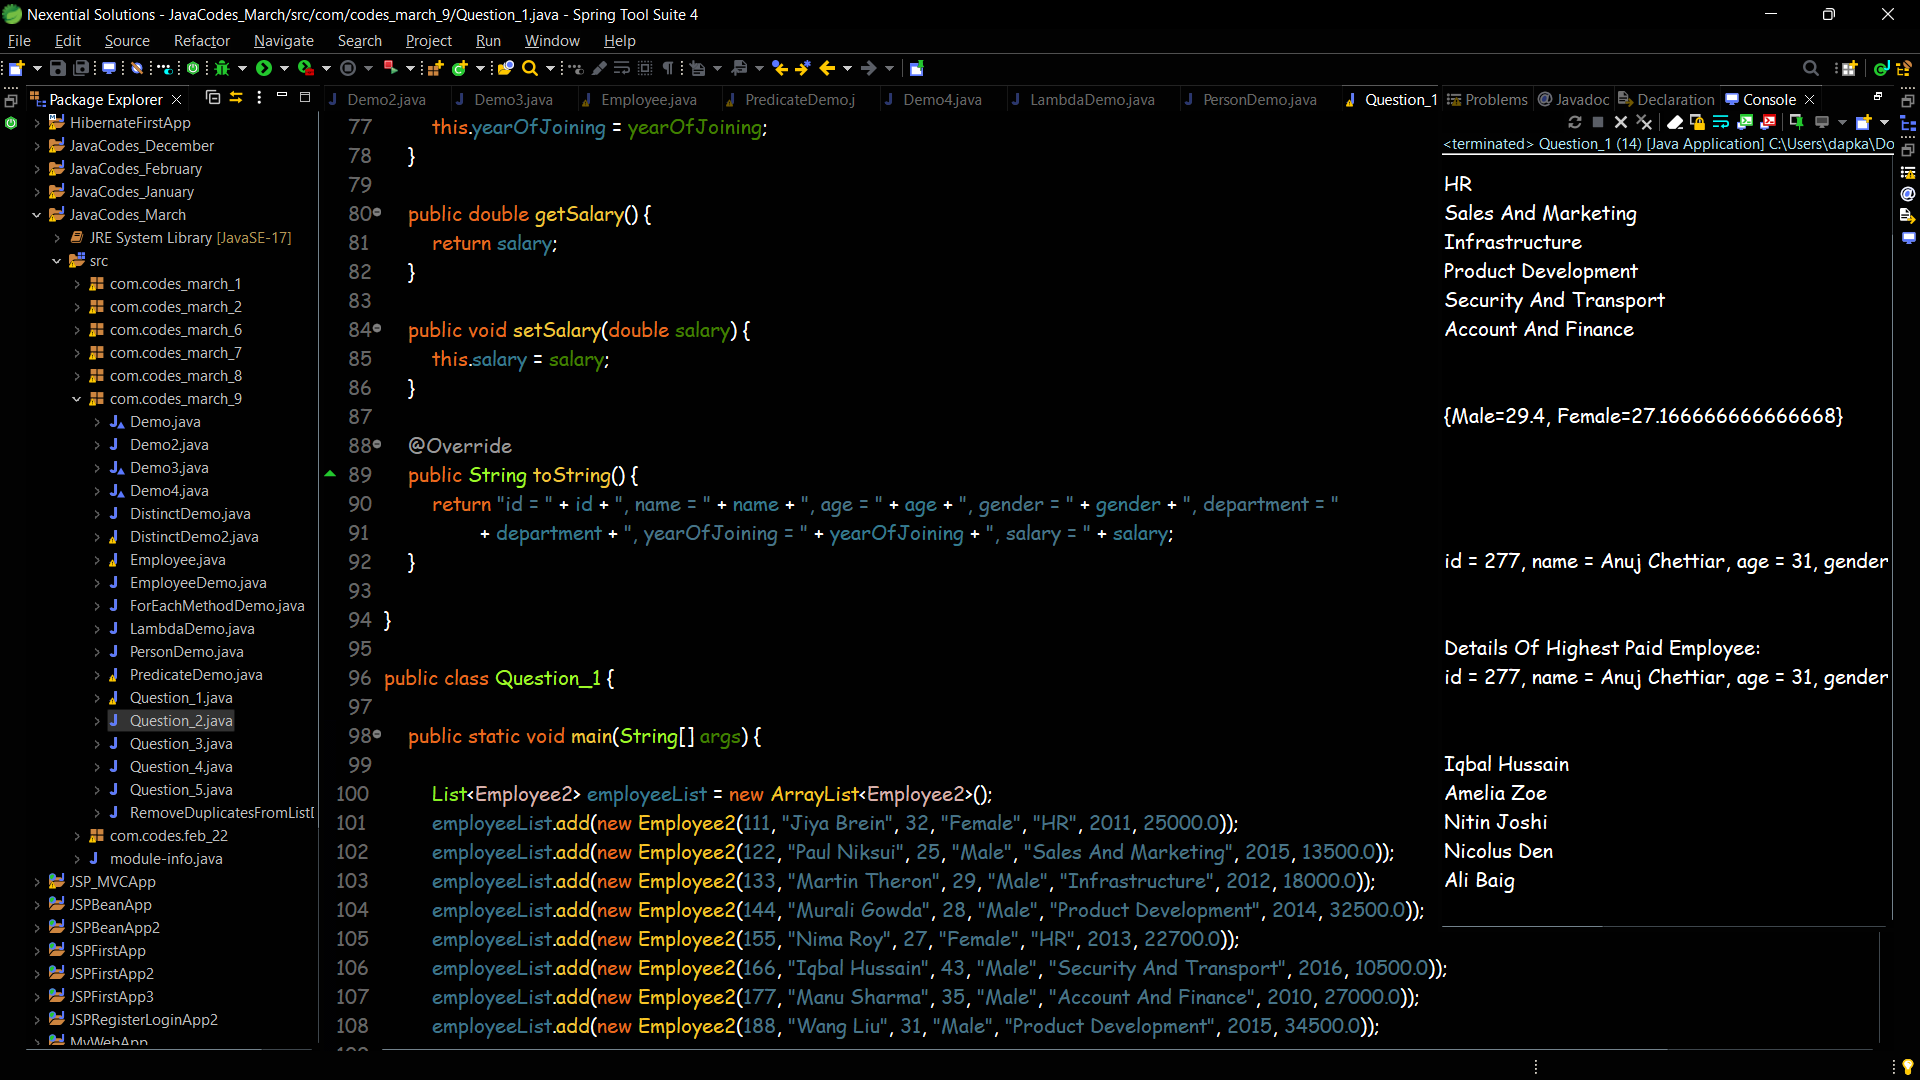 Nexential Solutions - JavaCodes_March/src/com/codes_march_9/Question_1.java - Spring Tool Suite 4
File Edit Source Refactor Navigate Search Project Run Window Help
Package Explorer
HibernateFirstApp
JavaCodes_December
JavaCodes_February
JavaCodes_January
JavaCodes_March
JRE System Library [JavaSE-17]
src
com.codes_march_1
com.codes_march_2
com.codes_march_6
com.codes_march_7
com.codes_march_8
com.codes_march_9
Demo.java
Demo2.java
Demo3.java
Demo4.java
DistinctDemo.java
DistinctDemo2.java
Employee.java
EmployeeDemo.java
ForEachMethodDemo.java
LambdaDemo.java
PersonDemo.java
PredicateDemo.java
Question_1.java
Question_2.java
Question_3.java
Question_4.java
Question_5.java
RemoveDuplicatesFromListD
com.codes.feb_22
module-info.java
JSP_MVCApp
JSPBeanApp
JSPBeanApp2
JSPFirstApp
JSPFirstApp2
JSPFirstApp3
JSPRegisterLoginApp2
MyWebApp
Demo2.java Demo3.java Employee.java PredicateDemo.j Demo4.java LambdaDemo.java PersonDemo.java Question_1
77 this.yearOfJoining = yearOfJoining;
78 }
79
80 public double getSalary() {
81 return salary;
82 }
83
84 public void setSalary(double salary) {
85 this.salary = salary;
86 }
87
88 @Override
89 public String toString() {
90 return "id = " + id + ", name = " + name + ", age = " + age + ", gender = " + gender + ", department = "
91 + department + ", yearOfJoining = " + yearOfJoining + ", salary = " + salary;
92 }
93
94 }
95
96 public class Question_1 {
97
98 public static void main(String[] args) {
99
100 List<Employee2> employeeList = new ArrayList<Employee2>();
101 employeeList.add(new Employee2(111, "Jiya Brein", 32, "Female", "HR", 2011, 25000.0));
102 employeeList.add(new Employee2(122, "Paul Niksui", 25, "Male", "Sales And Marketing", 2015, 13500.0));
103 employeeList.add(new Employee2(133, "Martin Theron", 29, "Male", "Infrastructure", 2012, 18000.0));
104 employeeList.add(new Employee2(144, "Murali Gowda", 28, "Male", "Product Development", 2014, 32500.0));
105 employeeList.add(new Employee2(155, "Nima Roy", 27, "Female", "HR", 2013, 22700.0));
106 employeeList.add(new Employee2(166, "Iqbal Hussain", 43, "Male", "Security And Transport", 2016, 10500.0));
107 employeeList.add(new Employee2(177, "Manu Sharma", 35, "Male", "Account And Finance", 2010, 27000.0));
108 employeeList.add(new Employee2(188, "Wang Liu", 31, "Male", "Product Development", 2015, 34500.0));
Problems Javadoc Declaration Console
<terminated> Question_1 (14) [Java Application] C:\Users\dapka\Do
HR
Sales And Marketing
Infrastructure
Product Development
Security And Transport
Account And Finance
{Male=29.4, Female=27.166666666666668}
id = 277, name = Anuj Chettiar, age = 31, gender
Details Of Highest Paid Employee:
id = 277, name = Anuj Chettiar, age = 31, gender
Iqbal Hussain
Amelia Zoe
Nitin Joshi
Nicolus Den
Ali Baig